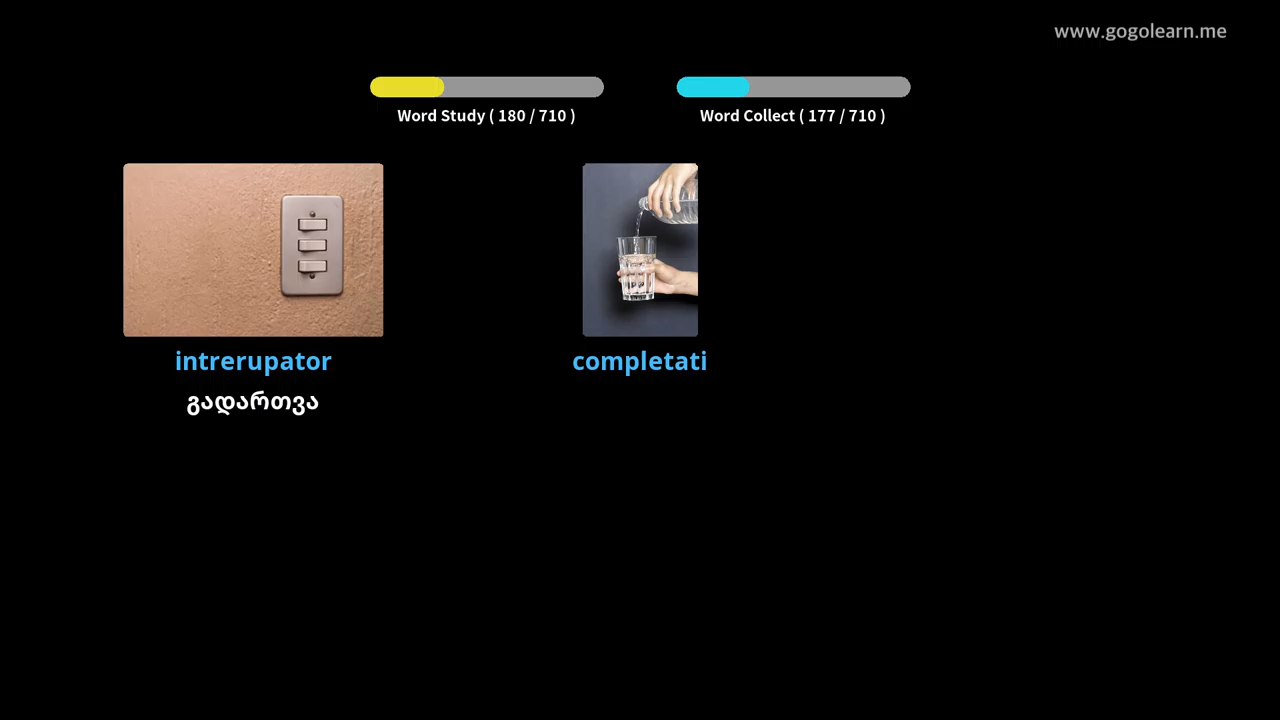 www.gogolearn.me
Word Study ( 180 / 710 )
Word Collect ( 177 / 710 )
intrerupator
completati
გადართვა